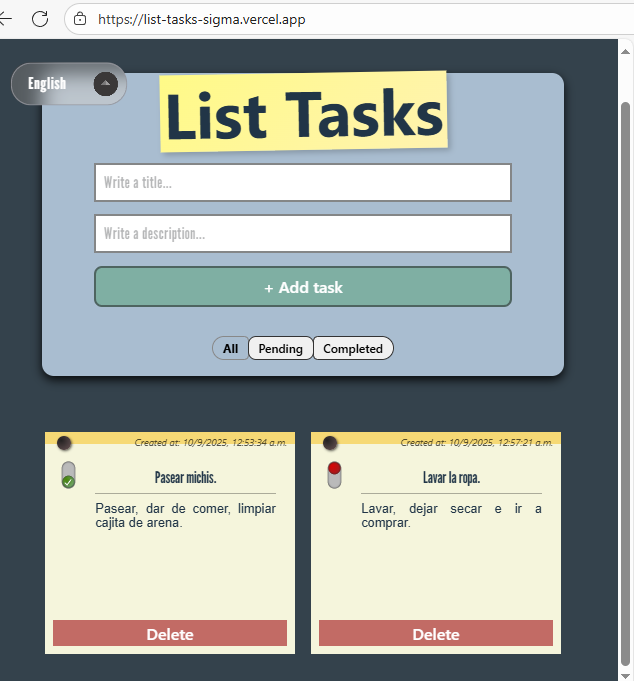 https://list-tasks-sigma.vercel.app
English
List Tasks
Write a title...
Write a description...
+ Add task
All Pending Completed
Created at: 10/9/2025, 12:53:34 a.m.
Pasear michis.
Pasear, dar de comer, limpiar
cajita de arena.
Delete
Created at: 10/9/2025, 12:57:21 a.m.
Lavar la ropa.
Lavar, dejar secar e ir a
comprar.
Delete